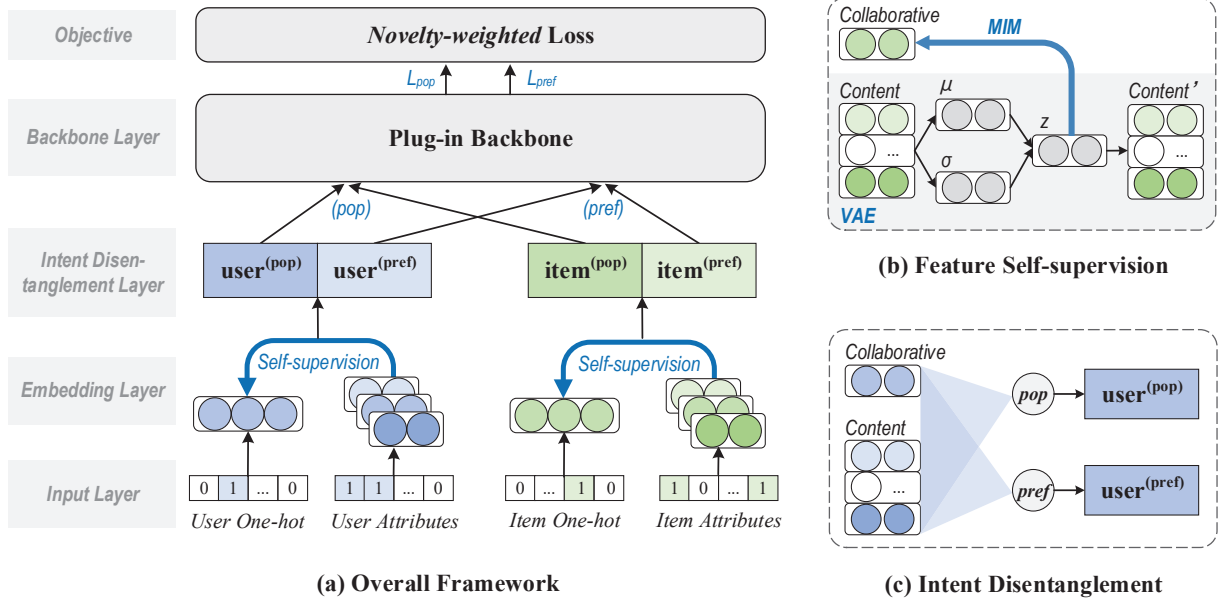 Objective
Novelty-weighted Loss
L_pop
L_pref
Backbone Layer
Plug-in Backbone
(pop)
(pref)
Intent Disen-
tanglement Layer
user(pop)
user(pref)
item(pop)
item(pref)
Embedding Layer
Self-supervision
Self-supervision
Input Layer
0 1 ... 0
1 1 ... 0
0 ... 1 0
1 0 ... 1
User One-hot
User Attributes
Item One-hot
Item Attributes
(a) Overall Framework
Collaborative
MIM
Content
μ
σ
z
Content'
...
...
VAE
(b) Feature Self-supervision
Collaborative
Content
...
pop
user(pop)
pref
user(pref)
(c) Intent Disentanglement